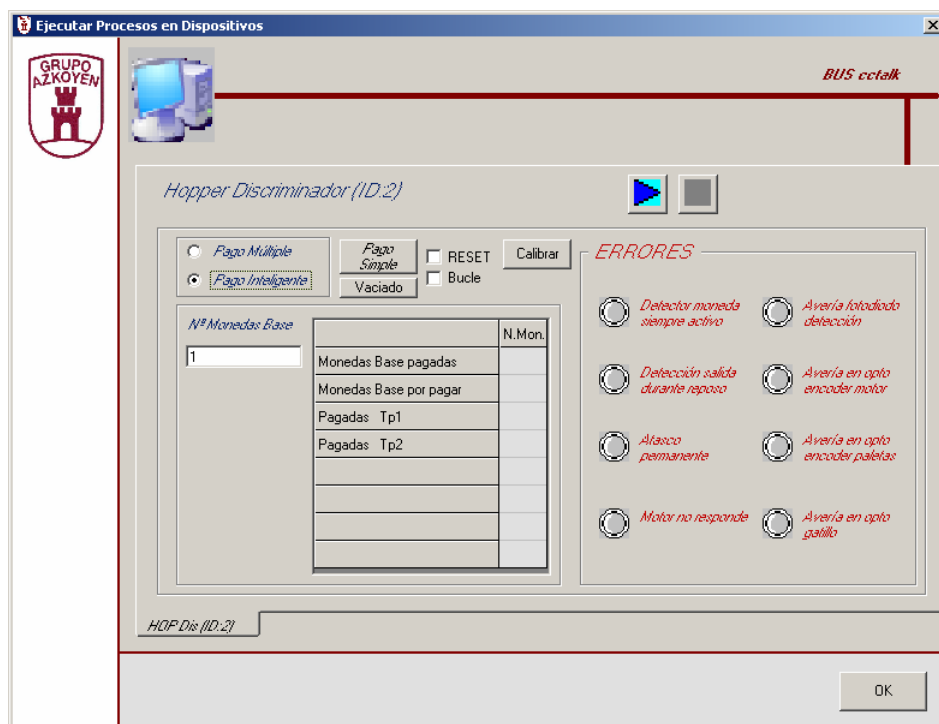 Ejecutar Procesos en Dispositivos
GRUPO
AZKOYEN
BUS cctalk
Hopper Discriminador (ID:2)
Pago Múltiple
Pago Inteligente
Pago
Simple
Vaciado
RESET
Bucle
Calibrar
Nº Monedas Base
1
N.Mon.
Monedas Base pagadas
Monedas Base por pagar
Pagadas Tp1
Pagadas Tp2
ERRORES
Detector moneda
siempre activo
Avería fotodiodo
detección
Detección salida
durante reposo
Avería en opto
encoder motor
Atasco
permanente
Avería en opto
encoder paletas
Motor no responde
Avería en opto
gatillo
HOP Dis (ID:2)
OK